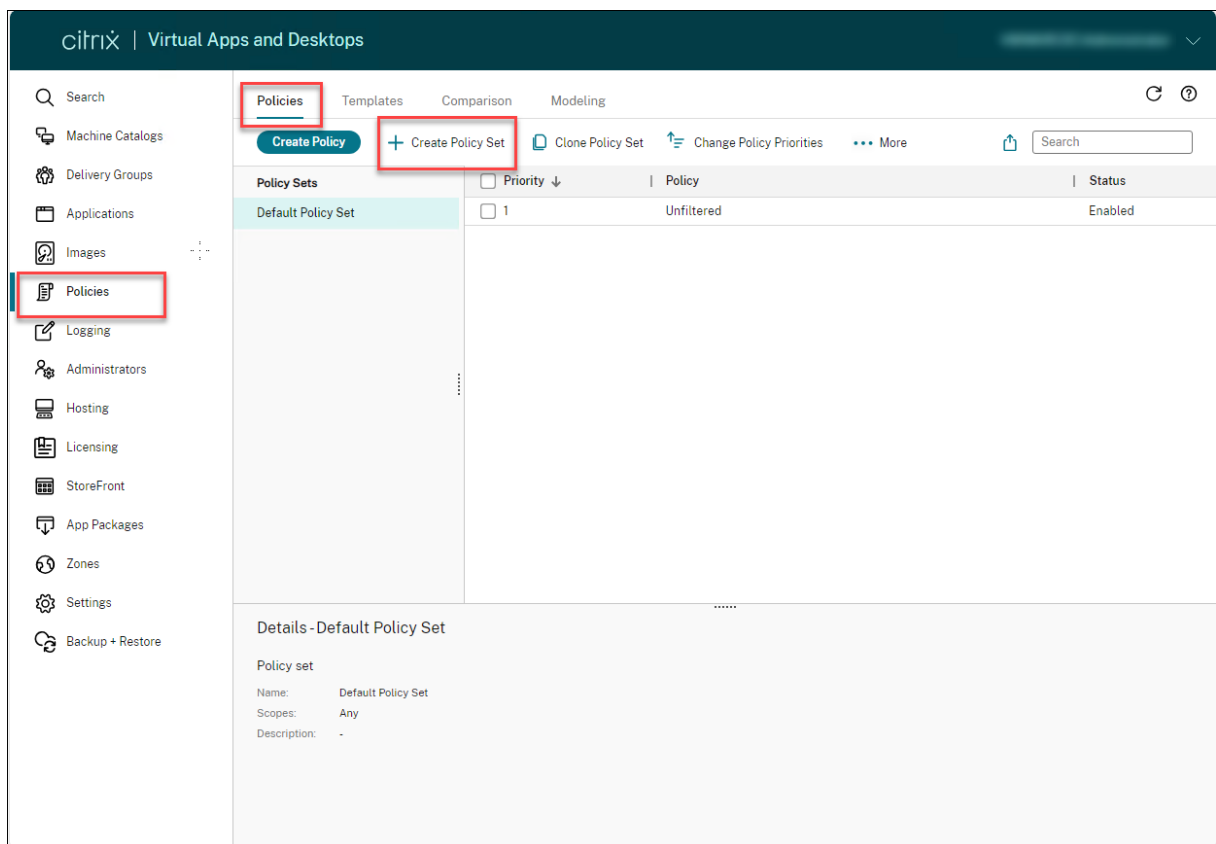 citrıẋ | Virtual Apps and Desktops
Search
Machine Catalogs
Delivery Groups
Applications
Images
Policies
Logging
Administrators
Hosting
Licensing
StoreFront
App Packages
Zones
Settings
Backup + Restore
Policies Templates Comparison Modeling
Create Policy + Create Policy Set Clone Policy Set Change Policy Priorities ••• More Search
Policy Sets
Default Policy Set
Priority ↓ | Policy | Status
1 Unfiltered Enabled
Details - Default Policy Set
Policy set
Name: Default Policy Set
Scopes: Any
Description: -